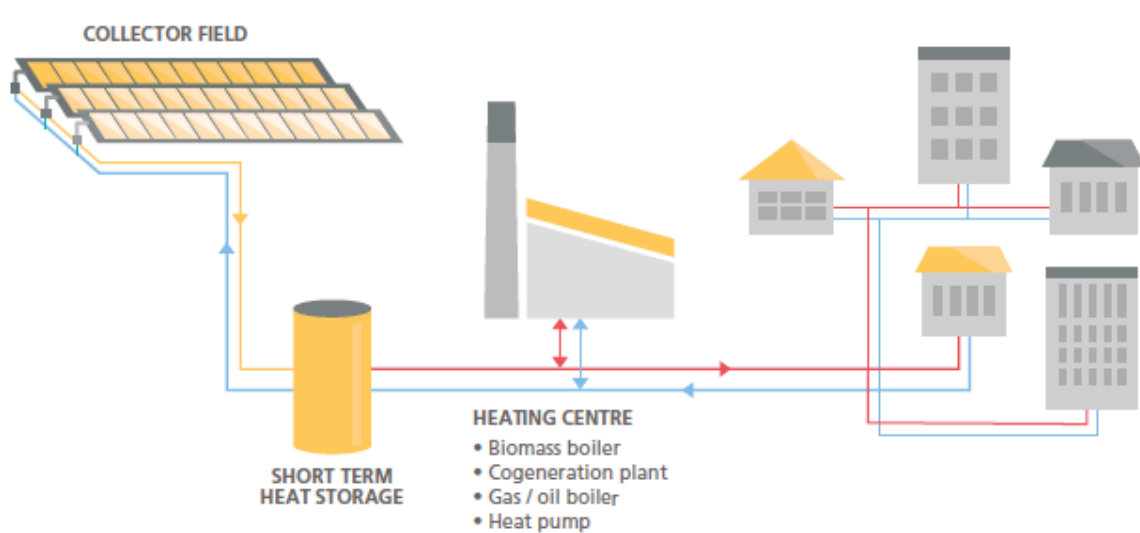 COLLECTOR FIELD
SHORT TERM
HEAT STORAGE
HEATING CENTRE
• Biomass boiler
• Cogeneration plant
• Gas / oil boiler
• Heat pump